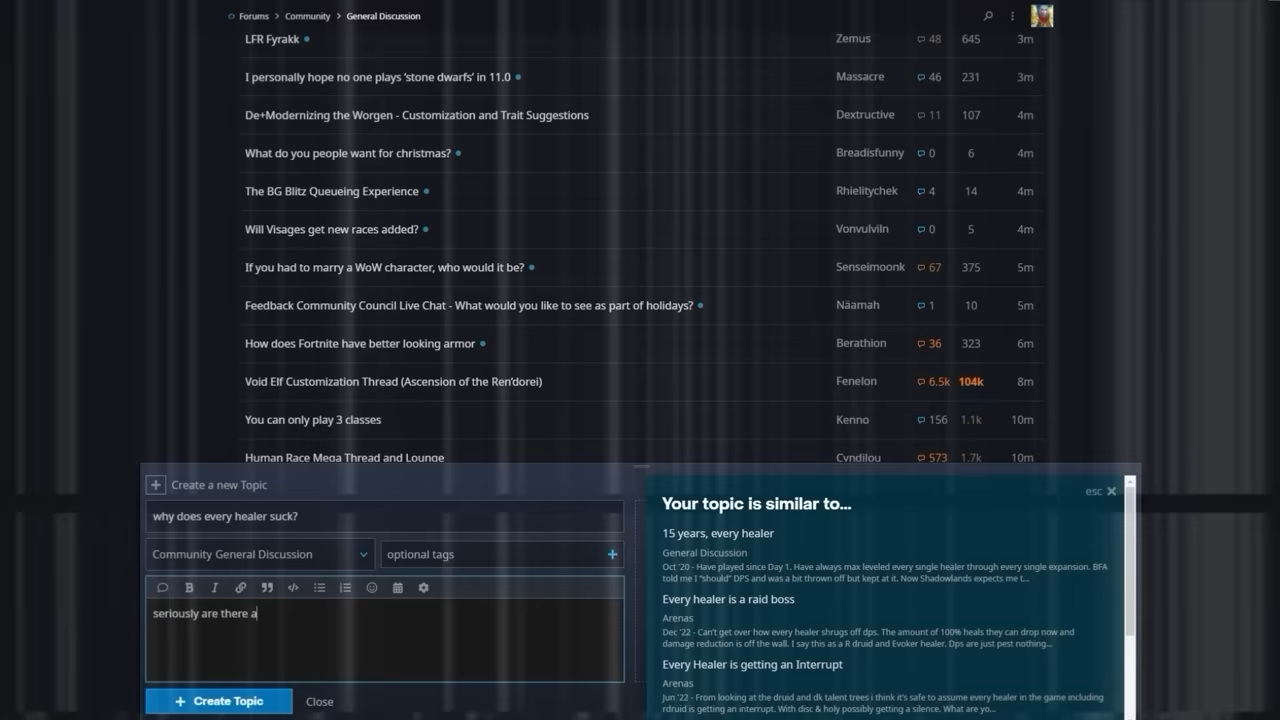 Forums > Community > General Discussion
LFR Fyrakk Zemus 48 645 3m
I personally hope no one plays ‘stone dwarfs’ in 11.0 Massacre 46 231 3m
De+Modernizing the Worgen - Customization and Trait Suggestions Dextructive 11 107 4m
What do you people want for christmas? Breadisfunny 0 6 4m
The BG Blitz Queueing Experience Rhielitychek 4 14 4m
Will Visages get new races added? Vonvulviln 0 5 4m
If you had to marry a WoW character, who would it be? Senseimoonk 67 375 5m
Feedback Community Council Live Chat - What would you like to see as part of holidays? Näamah 1 10 5m
How does Fortnite have better looking armor Berathion 36 323 6m
Void Elf Customization Thread (Ascension of the Ren’dorei) Fenelon 6.5k 104k 8m
You can only play 3 classes Kenno 156 1.1k 10m
Human Race Mega Thread and Lounge Cyndilou 573 1.7k 10m
Create a new Topic
why does every healer suck?
Community General Discussion
optional tags
seriously are there a
Create Topic Close
esc
Your topic is similar to...
15 years, every healer
General Discussion
Oct '20 - Have played since Day 1. Have always max leveled every single healer through every single expansion. BFA
told me I “should” DPS and was a bit thrown off but kept at it. Now Shadowlands expects me t...
Every healer is a raid boss
Arenas
Dec '22 - Can’t get over how every healer shrugs off dps. The amount of 100% heals they can drop now and
damage reduction is off the wall. I say this as a R druid and Evoker healer. Dps are just pest nothing...
Every Healer is getting an Interrupt
Arenas
Jun '22 - From looking at the druid and dk talent trees i think it’s safe to assume every healer in the game including
rdruid is getting an interrupt. With disc & holy possibly getting a silence. What are yo...